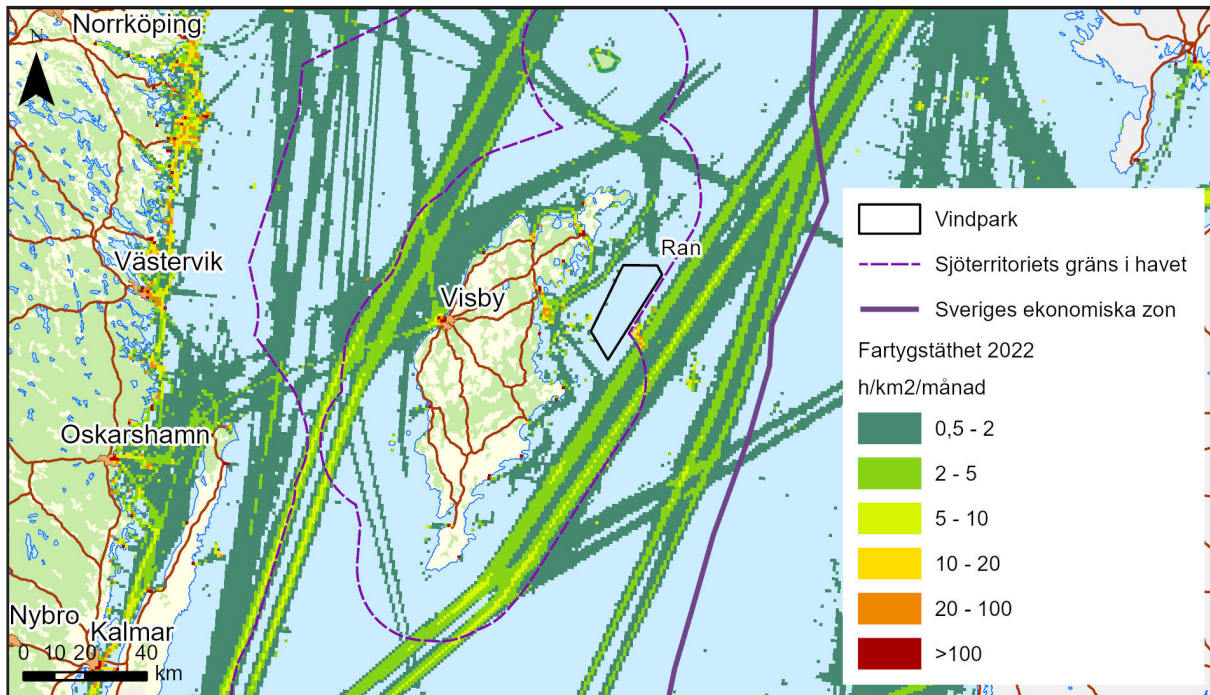 Norrköping
N
Västervik
Visby
Ran
Oskarshamn
Nybro
Kalmar
0 10 20 40
km
Vindpark
Sjöterritoriets gräns i havet
Sveriges ekonomiska zon
Fartygstäthet 2022
h/km2/månad
0,5 - 2
2 - 5
5 - 10
10 - 20
20 - 100
>100